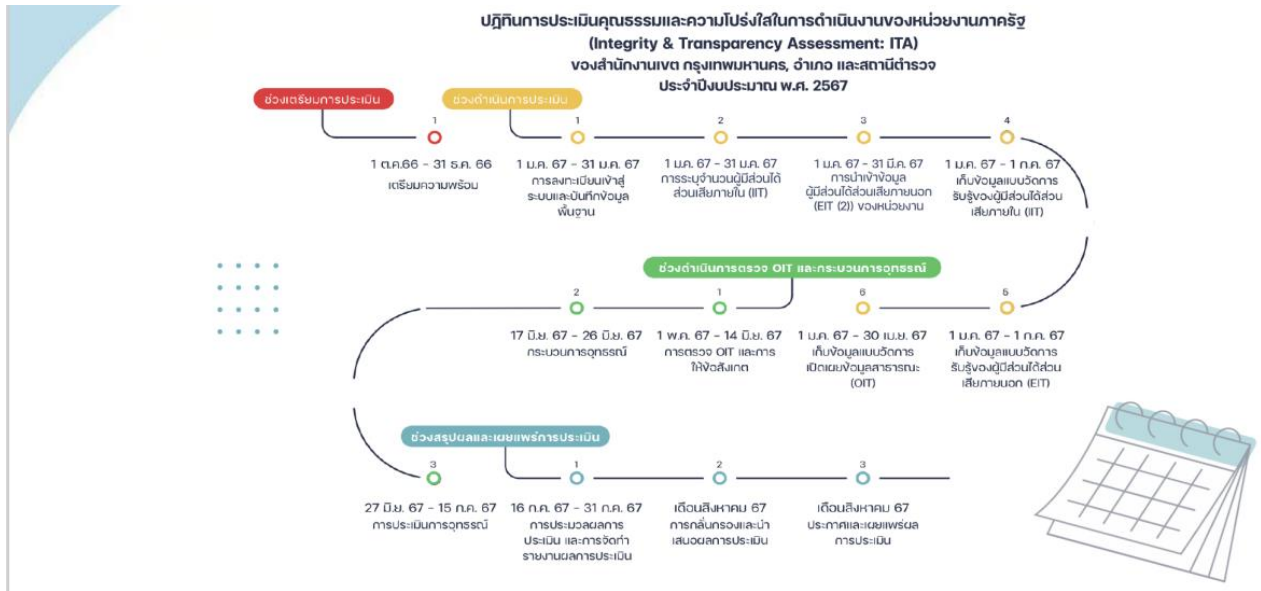 ปฏิทินการประเมินคุณธรรมและความโปร่งใสในการดำเนินงานของหน่วยงานภาครัฐ
(Integrity & Transparency Assessment: ITA)
ของสำนักงานเขต กรุงเทพมหานคร, อำเภอ และสถานีตำรวจ
ประจำปีงบประมาณ พ.ศ. 2567
ช่วงเตรียมการประเมิน
1
1 ต.ค.66 - 31 ธ.ค. 66
เตรียมความพร้อม
ช่วงดำเนินการประเมิน
1
1 ม.ค. 67 - 31 ม.ค. 67
การลงทะเบียนเข้าสู่
ระบบและบันทึกข้อมูล
พื้นฐาน
2
1 ม.ค. 67 - 31 ม.ค. 67
การระบุจำนวนผู้มีส่วนได้
ส่วนเสียภายใน (IIT)
3
1 ม.ค. 67 - 31 มี.ค. 67
การนำเข้าข้อมูล
ผู้มีส่วนได้ส่วนเสียภายนอก
(EIT (2)) ของหน่วยงาน
4
1 ม.ค. 67 - 1 ก.ค. 67
เก็บข้อมูลแบบวัดการ
รับรู้ของผู้มีส่วนได้ส่วน
เสียภายใน (IIT)
5
1 ม.ค. 67 - 1 ก.ค. 67
เก็บข้อมูลแบบวัดการ
รับรู้ของผู้มีส่วนได้ส่วน
เสียภายนอก (EIT)
6
1 ม.ค. 67 - 30 เม.ย. 67
เก็บข้อมูลแบบวัดการ
เปิดเผยข้อมูลสาธารณะ
(OIT)
ช่วงดำเนินการตรวจ OIT และกระบวนการอุทธรณ์
1
1 พ.ค. 67 - 14 มิ.ย. 67
การตรวจ OIT และการ
ให้ข้อสังเกต
2
17 มิ.ย. 67 - 26 มิ.ย. 67
กระบวนการอุทธรณ์
3
27 มิ.ย. 67 - 15 ก.ค. 67
การประเมินการอุทธรณ์
ช่วงสรุปผลและเผยแพร่การประเมิน
1
16 ก.ค. 67 - 31 ก.ค. 67
การประมวลผลการ
ประเมิน และการจัดทำ
รายงานผลการประเมิน
2
เดือนสิงหาคม 67
การกลั่นกรองและนำ
เสนอผลการประเมิน
3
เดือนสิงหาคม 67
ประกาศและเผยแพร่ผล
การประเมิน